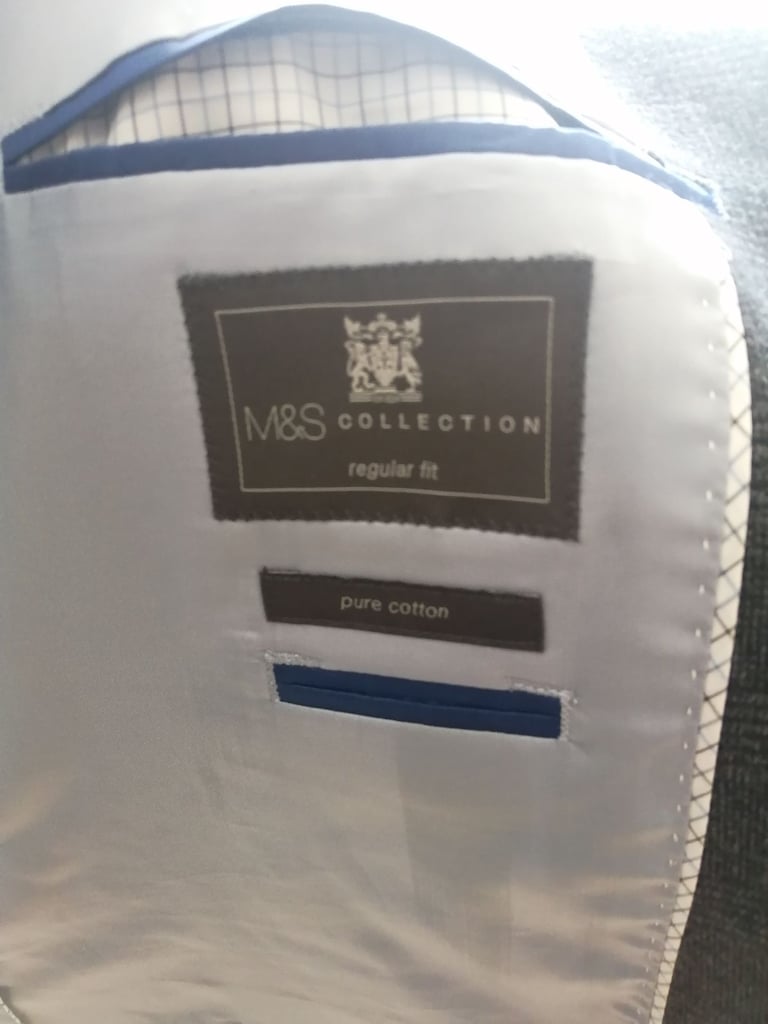 M&S COLLECTION
regular fit
pure cotton